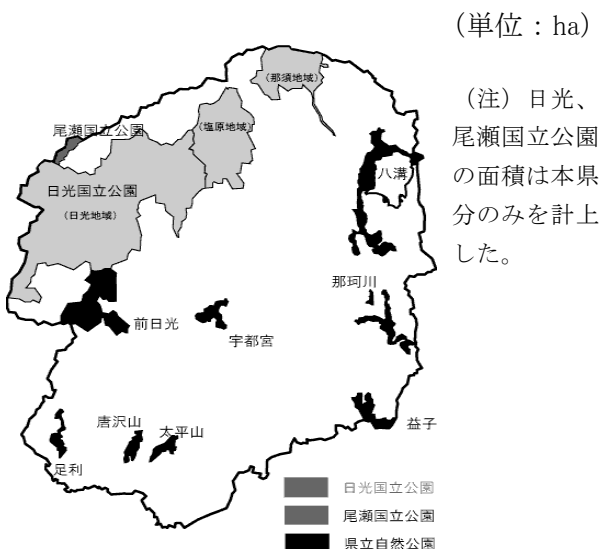 (単位:ha)
(注)日光、
尾瀬国立公園
の面積は本県
分のみを計上
した。
(那須地域)
尾瀬国立公園
(塩原地域)
八溝
日光国立公園
(日光地域)
那珂川
前日光
宇都宮
唐沢山
太平山
益子
足利
日光国立公園
尾瀬国立公園
県立自然公園